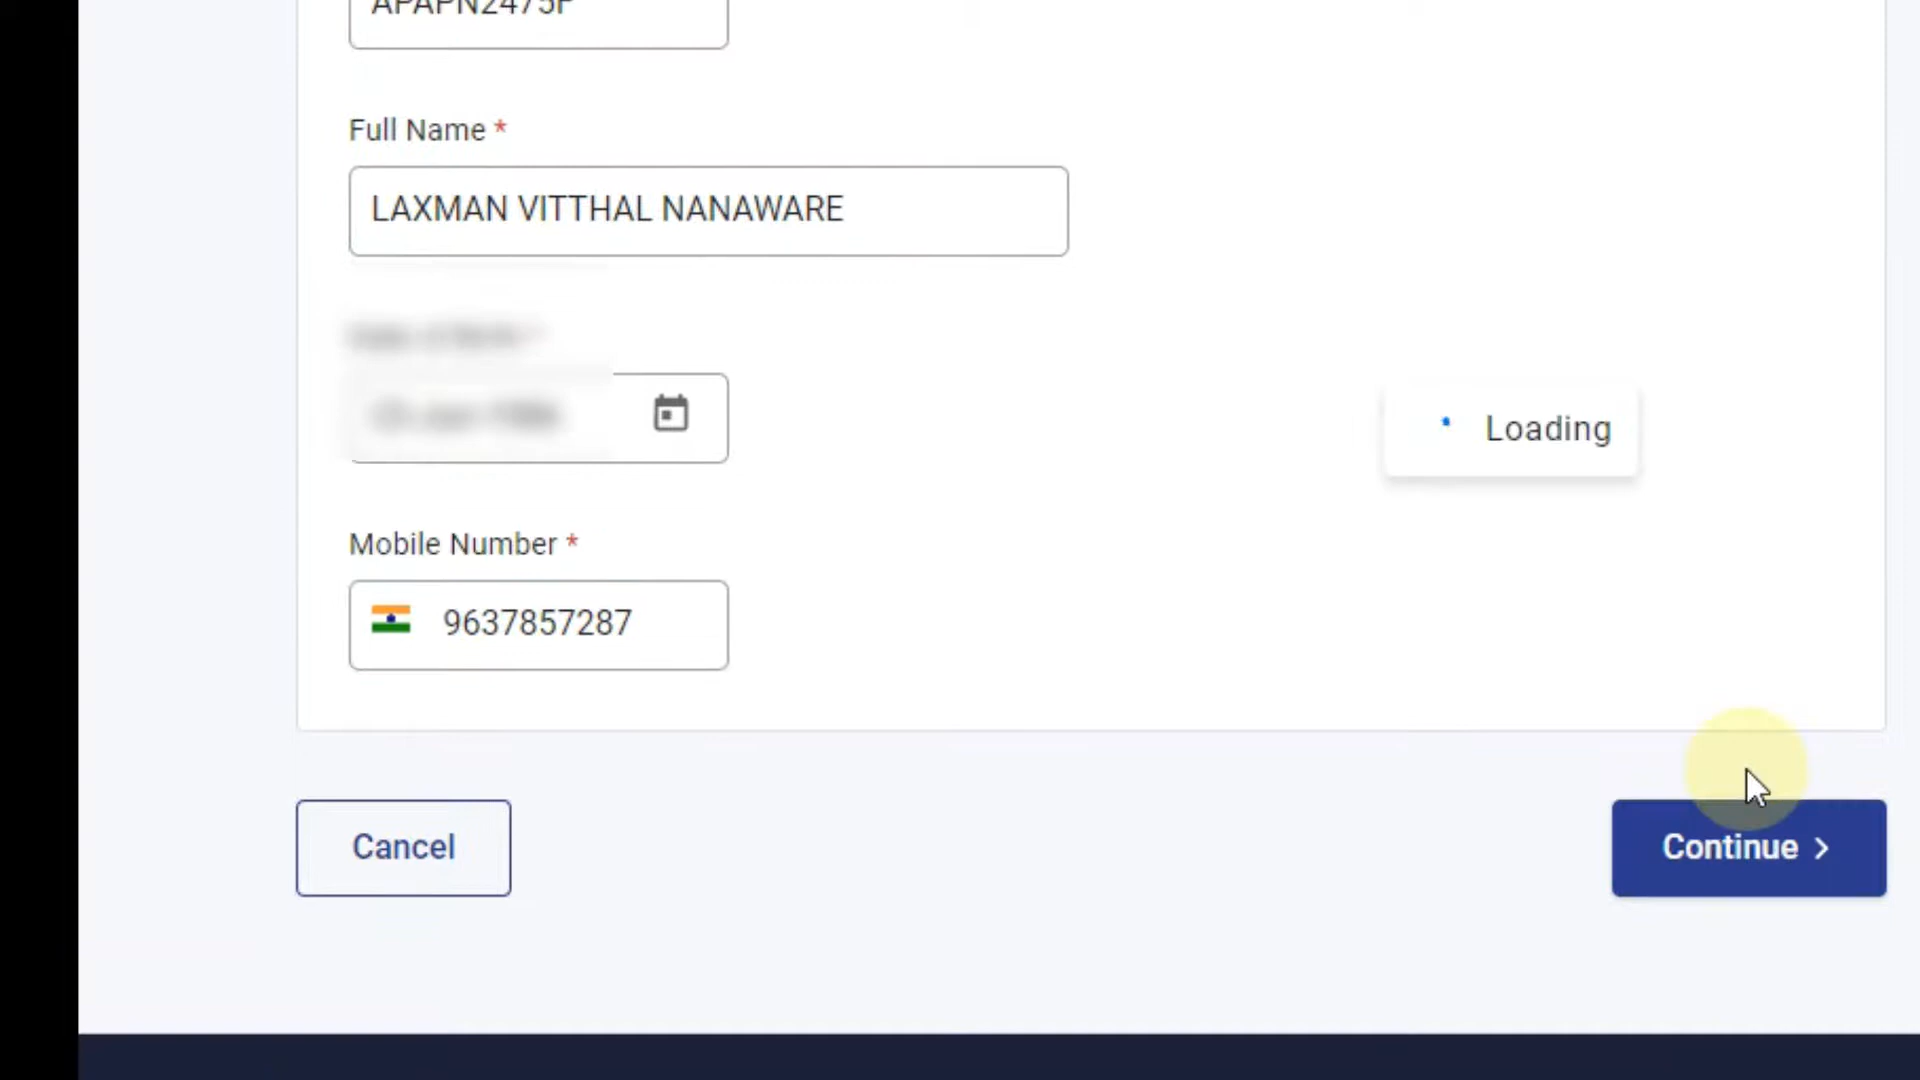 Full Name *
LAXMAN VITTHAL NANAWARE
Loading
Mobile Number *
9637857287
Cancel
Continue